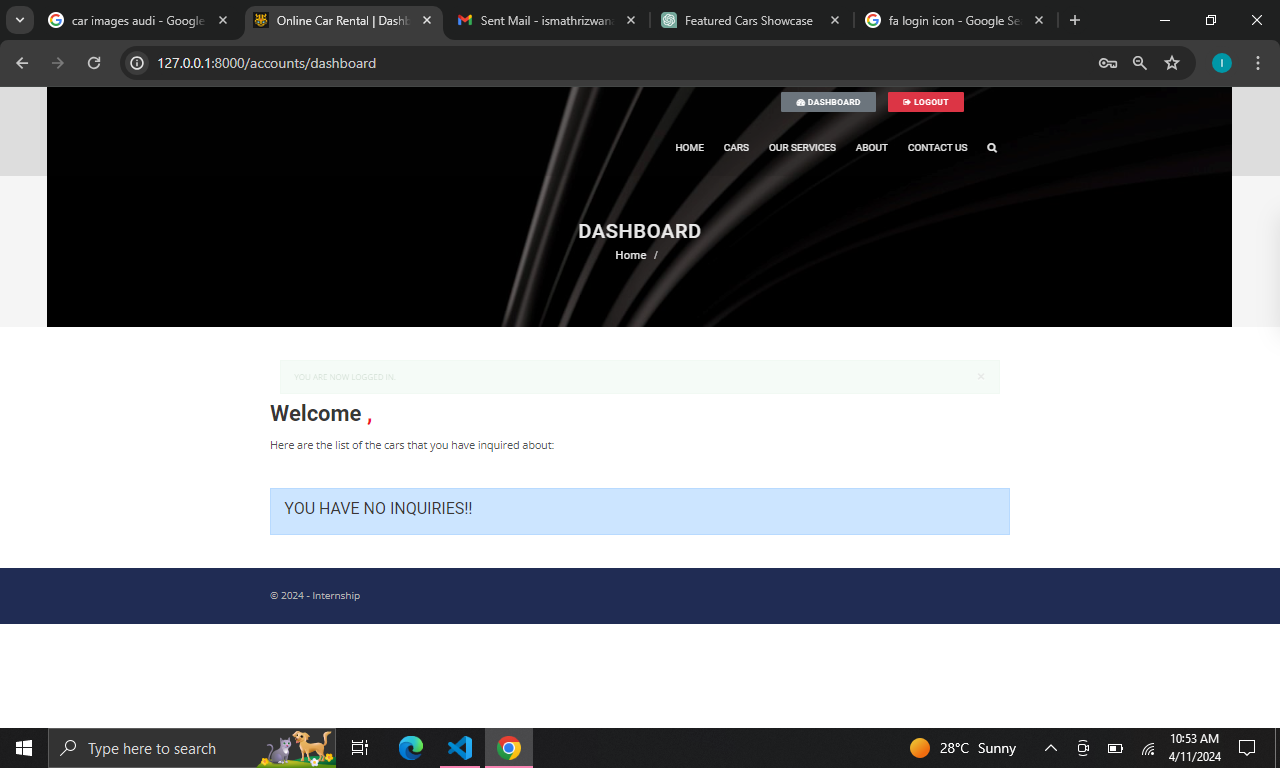 car images audi - Google
Online Car Rental | Dashb
Sent Mail - ismathrizwana
Featured Cars Showcase
fa login icon - Google Se
127.0.0.1:8000/accounts/dashboard
I
DASHBOARD
LOGOUT
HOME
CARS
OUR SERVICES
ABOUT
CONTACT US
DASHBOARD
Home /
YOU ARE NOW LOGGED IN.
×
Welcome ,
Here are the list of the cars that you have inquired about:
YOU HAVE NO INQUIRIES!!
© 2024 - Internship
Type here to search
28°C Sunny
10:53 AM
4/11/2024